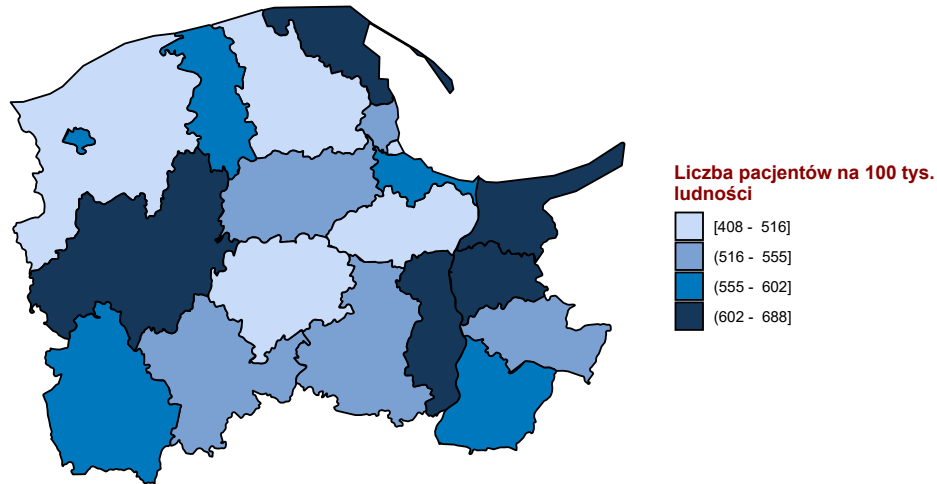 Liczba pacjentów na 100 tys.
ludności
[408 - 516]
(516 - 555]
(555 - 602]
(602 - 688]